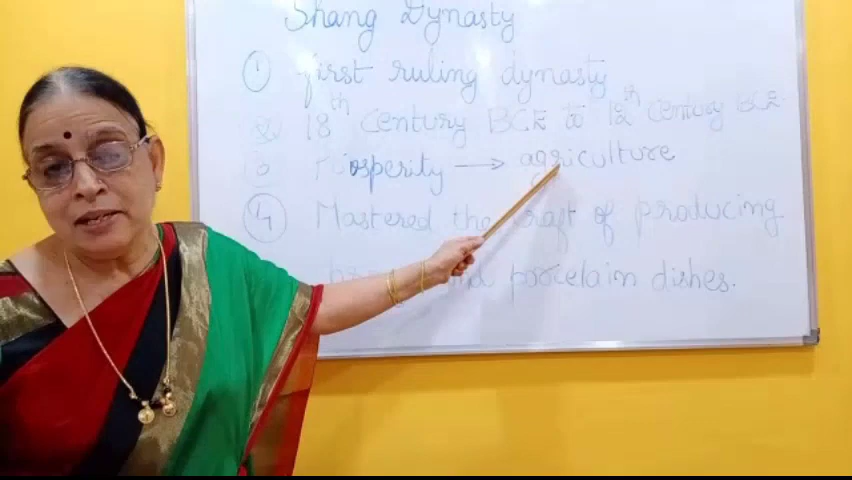 Shang Dynasty
1 first ruling dynasty
18th century BCE to 12th century BCE.
Prosperity → agriculture
4 Mastered the craft of producing
and porcelain dishes.